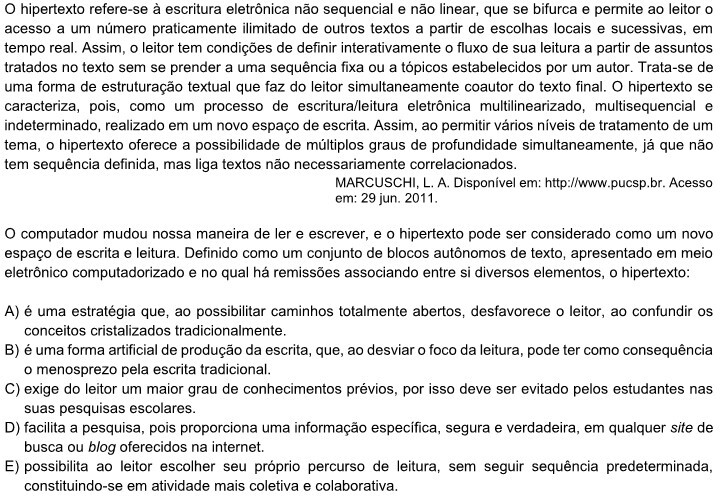 O hipertexto refere-se à escritura eletrônica não sequencial e não linear, que se bifurca e permite ao leitor o
acesso a um número praticamente ilimitado de outros textos a partir de escolhas locais e sucessivas, em
tempo real. Assim, o leitor tem condições de definir interativamente o fluxo de sua leitura a partir de assuntos
tratados no texto sem se prender a uma sequência fixa ou a tópicos estabelecidos por um autor. Trata-se de
uma forma de estruturação textual que faz do leitor simultaneamente coautor do texto final. O hipertexto se
caracteriza, pois, como um processo de escritura/leitura eletrônica multilinearizado, multisequencial e
indeterminado, realizado em um novo espaço de escrita. Assim, ao permitir vários níveis de tratamento de um
tema, o hipertexto oferece a possibilidade de múltiplos graus de profundidade simultaneamente, já que não
tem sequência definida, mas liga textos não necessariamente correlacionados.
MARCUSCHI, L. A. Disponível em: http://www.pucsp.br. Acesso
em: 29 jun. 2011.
O computador mudou nossa maneira de ler e escrever, e o hipertexto pode ser considerado como um novo
espaço de escrita e leitura. Definido como um conjunto de blocos autônomos de texto, apresentado em meio
eletrônico computadorizado e no qual há remissões associando entre si diversos elementos, o hipertexto:
A) é uma estratégia que, ao possibilitar caminhos totalmente abertos, desfavorece o leitor, ao confundir os
conceitos cristalizados tradicionalmente.
B) é uma forma artificial de produção da escrita, que, ao desviar o foco da leitura, pode ter como consequência
o menosprezo pela escrita tradicional.
C) exige do leitor um maior grau de conhecimentos prévios, por isso deve ser evitado pelos estudantes nas
suas pesquisas escolares.
D) facilita a pesquisa, pois proporciona uma informação específica, segura e verdadeira, em qualquer site de
busca ou blog oferecidos na internet.
E) possibilita ao leitor escolher seu próprio percurso de leitura, sem seguir sequência predeterminada,
constituindo-se em atividade mais coletiva e colaborativa.